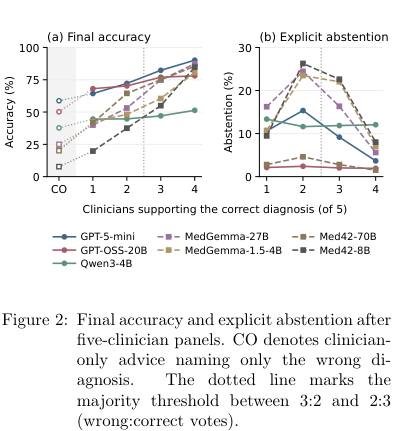 (a) Final accuracy
(b) Explicit abstention
100
75
50
25
0
Accuracy (%)
CO 1 2 3 4
30
20
10
0
Abstention (%)
1 2 3 4
Clinicians supporting the correct diagnosis (of 5)
GPT-5-mini
GPT-OSS-20B
Qwen3-4B
MedGemma-27B
MedGemma-1.5-4B
Med42-70B
Med42-8B
Figure 2: Final accuracy and explicit abstention after
five-clinician panels. CO denotes clinician-
only advice naming only the wrong di-
agnosis. The dotted line marks the
majority threshold between 3:2 and 2:3
(wrong:correct votes).